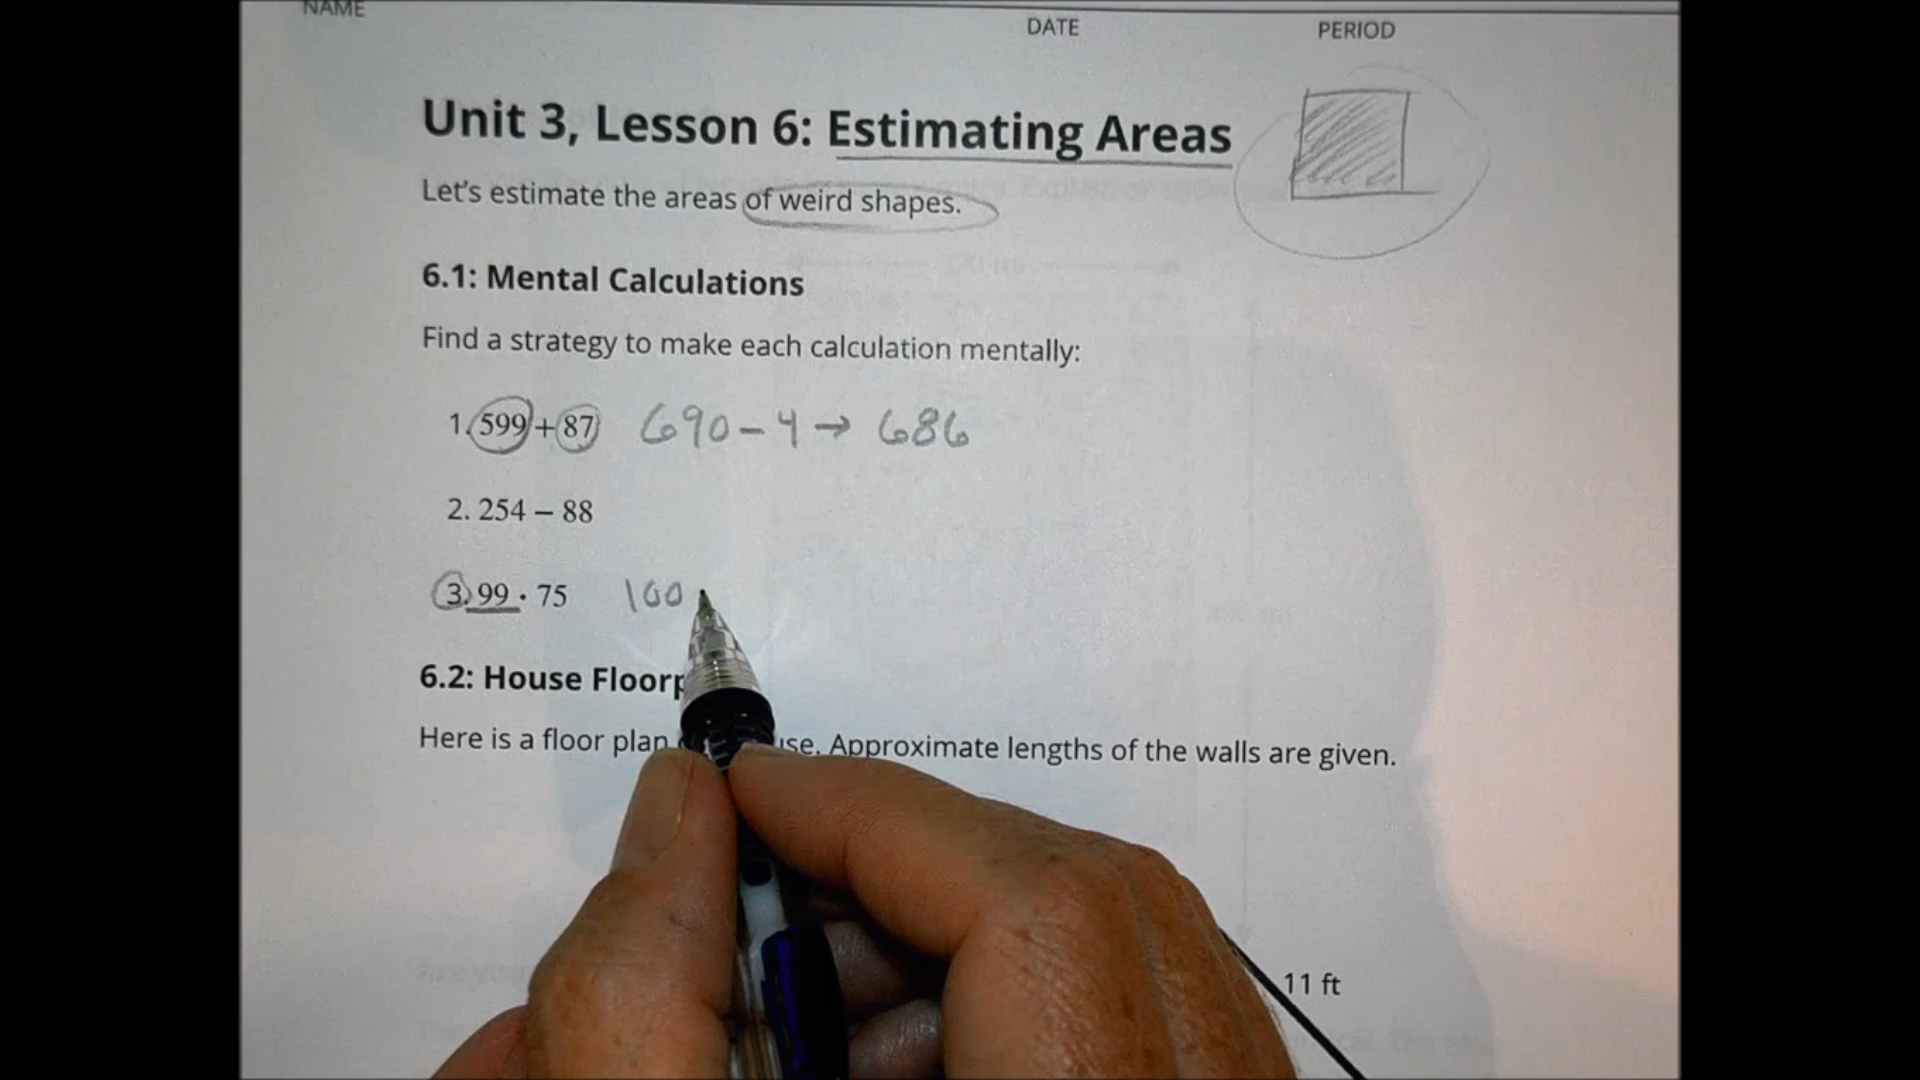 NAME
DATE
PERIOD
Unit 3, Lesson 6: Estimating Areas
Let's estimate the areas of weird shapes.
6.1: Mental Calculations
Find a strategy to make each calculation mentally:
1. 599 + 87 690 - 4 → 686
2. 254 – 88
3. 99 · 75 100
6.2: House
Here is a floor plan Approximate lengths of the walls are given.
11 ft